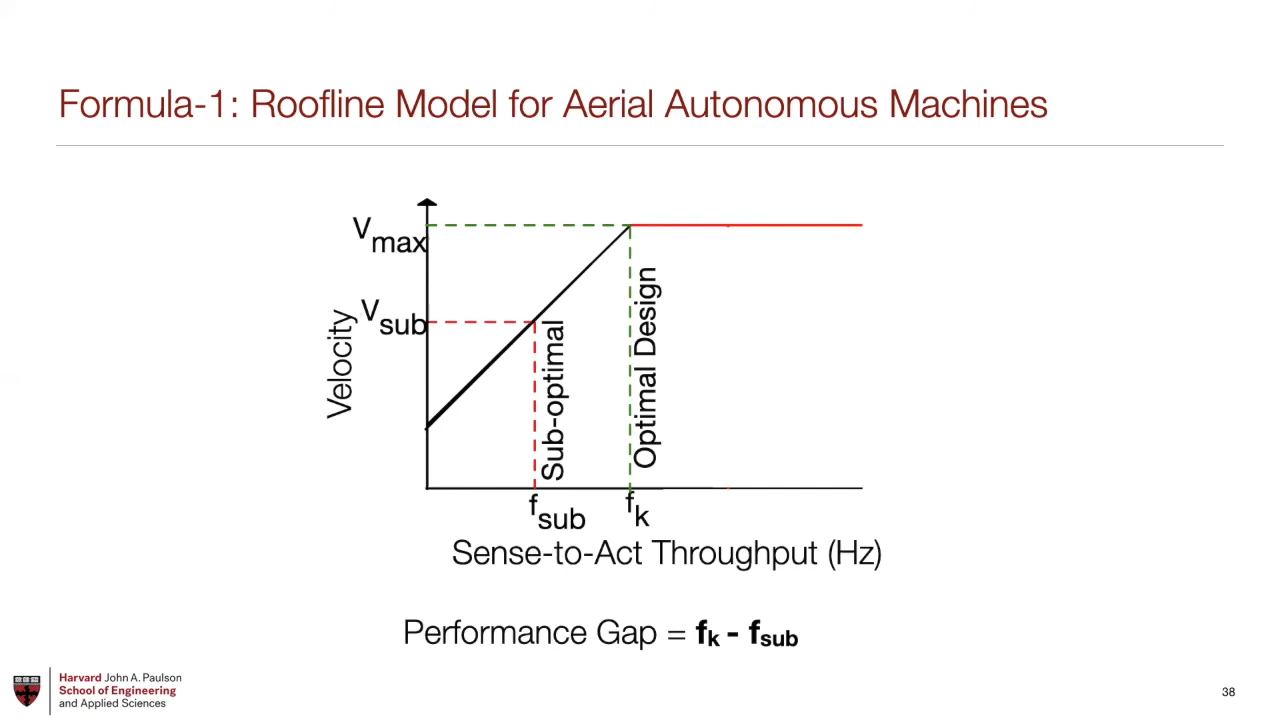 Formula-1: Roofline Model for Aerial Autonomous Machines
Vmax
Vsub
Velocity
Sub-optimal
Optimal Design
fsub
fk
Sense-to-Act Throughput (Hz)
Performance Gap = fk - fsub
Harvard John A. Paulson
School of Engineering
and Applied Sciences
38